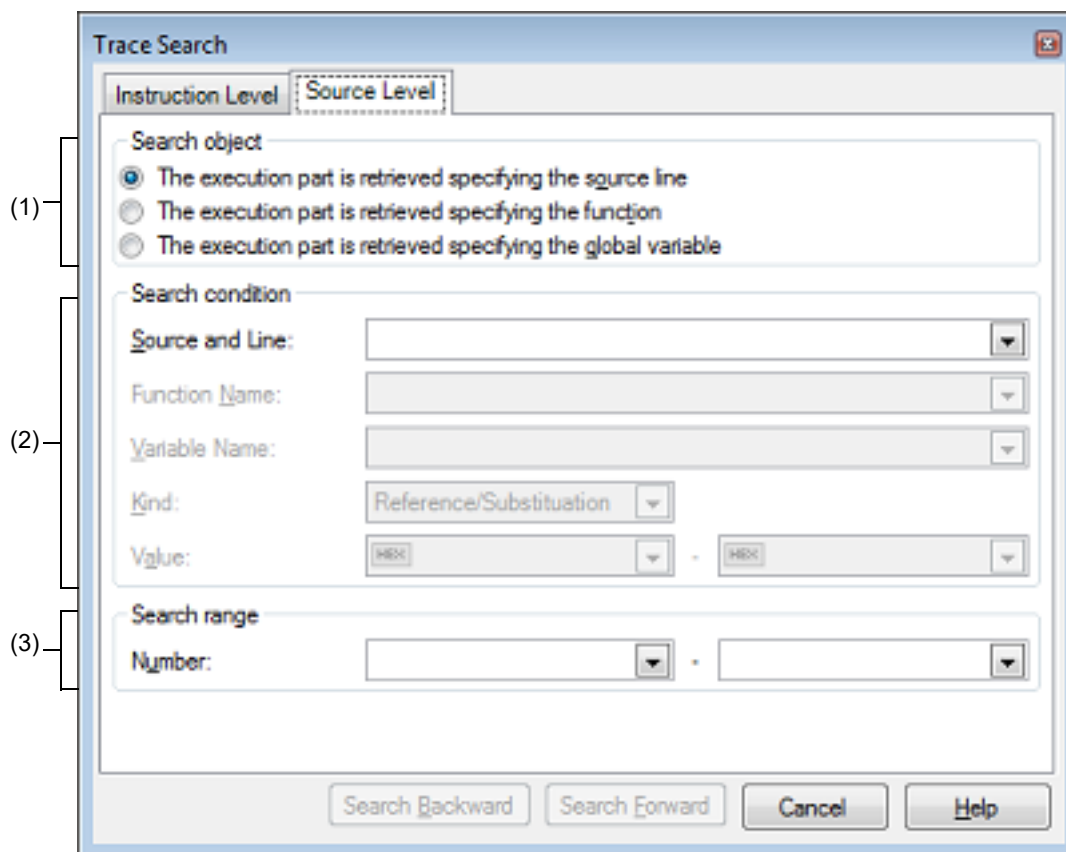 Trace Search
Instruction Level Source Level
(1)
Search object
The execution part is retrieved specifying the source line
The execution part is retrieved specifying the function
The execution part is retrieved specifying the global variable
(2)
Search condition
Source and Line:
Function Name:
Variable Name:
Kind: Reference/Substituation
Value: HEX - HEX
(3)
Search range
Number: -
Search Backward Search Forward Cancel Help